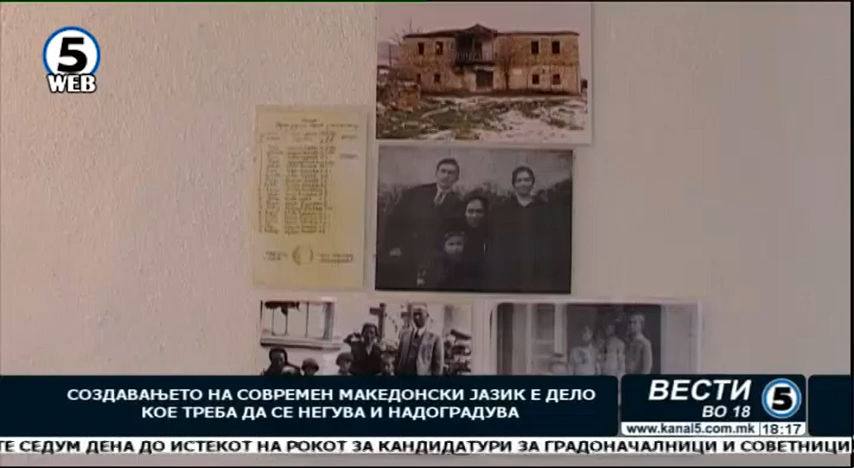 5
WEB
СОЗДАВАЊЕТО НА СОВРЕМЕН МАКЕДОНСКИ ЈАЗИК Е ДЕЛО
КОЕ ТРЕБА ДА СЕ НЕГУВА И НАДОГРАДУВА
ВЕСТИ
ВО 18
5
www.kanal5.com.mk 18:17
ТЕ СЕДУМ ДЕНА ДО ИСТЕКОТ НА РОКОТ ЗА КАНДИДАТУРИ ЗА ГРАДОНАЧАЛНИЦИ И СОВЕТНИЦИ